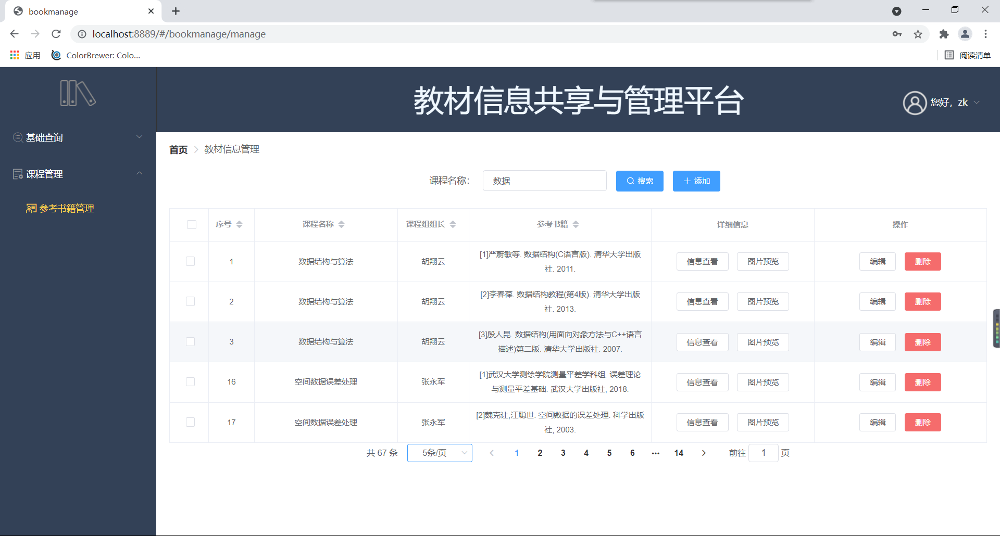 bookmanage
localhost:8889/#/bookmanage/manage
应用 ColorBrewer: Colo... 阅读清单
教材信息共享与管理平台
您好，zk
基础查询
课程管理
参考书籍管理
首页 > 教材信息管理
课程名称： 数据 搜索 添加
序号 课程名称 课程组组长 参考书籍 详细信息 操作
1 数据结构与算法 胡翔云 [1]严蔚敏等. 数据结构(C语言版). 清华大学出版
社. 2011. 信息查看 图片预览 编辑 删除
2 数据结构与算法 胡翔云 [2]李春葆. 数据结构教程(第4版). 清华大学出版
社. 2013. 信息查看 图片预览 编辑 删除
3 数据结构与算法 胡翔云 [3]殷人昆. 数据结构(用面向对象方法与C++语言
描述)第二版. 清华大学出版社. 2007. 信息查看 图片预览 编辑 删除
16 空间数据误差处理 张永军 [1]武汉大学测绘学院测量平差学科组. 误差理论
与测量平差基础. 武汉大学出版社, 2018. 信息查看 图片预览 编辑 删除
17 空间数据误差处理 张永军 [2]魏克让,江聪世. 空间数据的误差处理. 科学出版
社, 2003. 信息查看 图片预览 编辑 删除
共 67 条 5条/页 1 2 3 4 5 6 ••• 14 前往 1 页